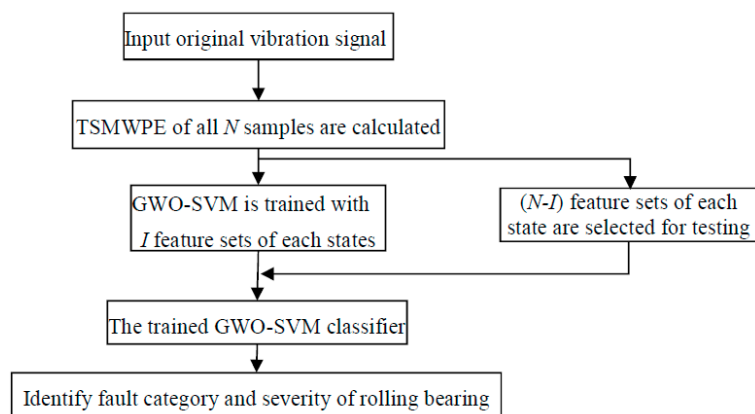 Input original vibration signal
TSMWPE of all N samples are calculated
GWO-SVM is trained with
I feature sets of each states
(N-I) feature sets of each
state are selected for testing
The trained GWO-SVM classifier
Identify fault category and severity of rolling bearing